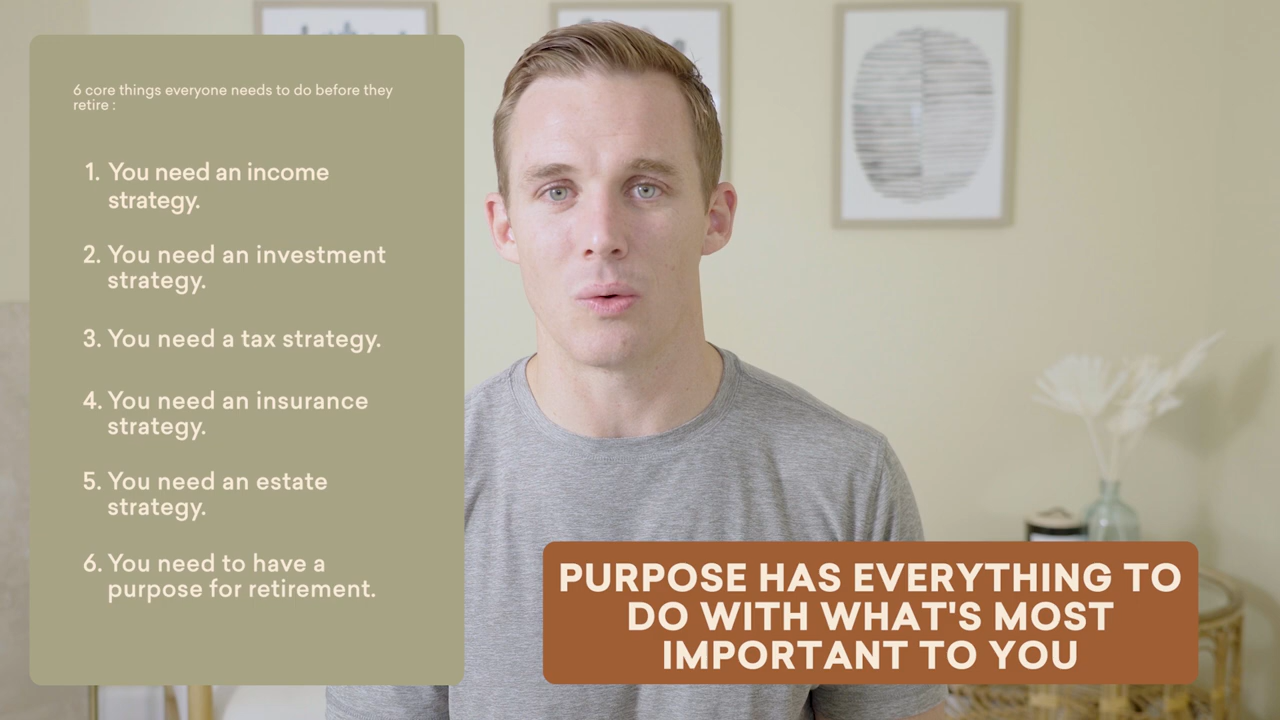 6 core things everyone needs to do before they
retire :
1. You need an income
strategy.
2. You need an investment
strategy.
3. You need a tax strategy.
4. You need an insurance
strategy.
5. You need an estate
strategy.
6. You need to have a
purpose for retirement.
PURPOSE HAS EVERYTHING TO
DO WITH WHAT'S MOST
IMPORTANT TO YOU